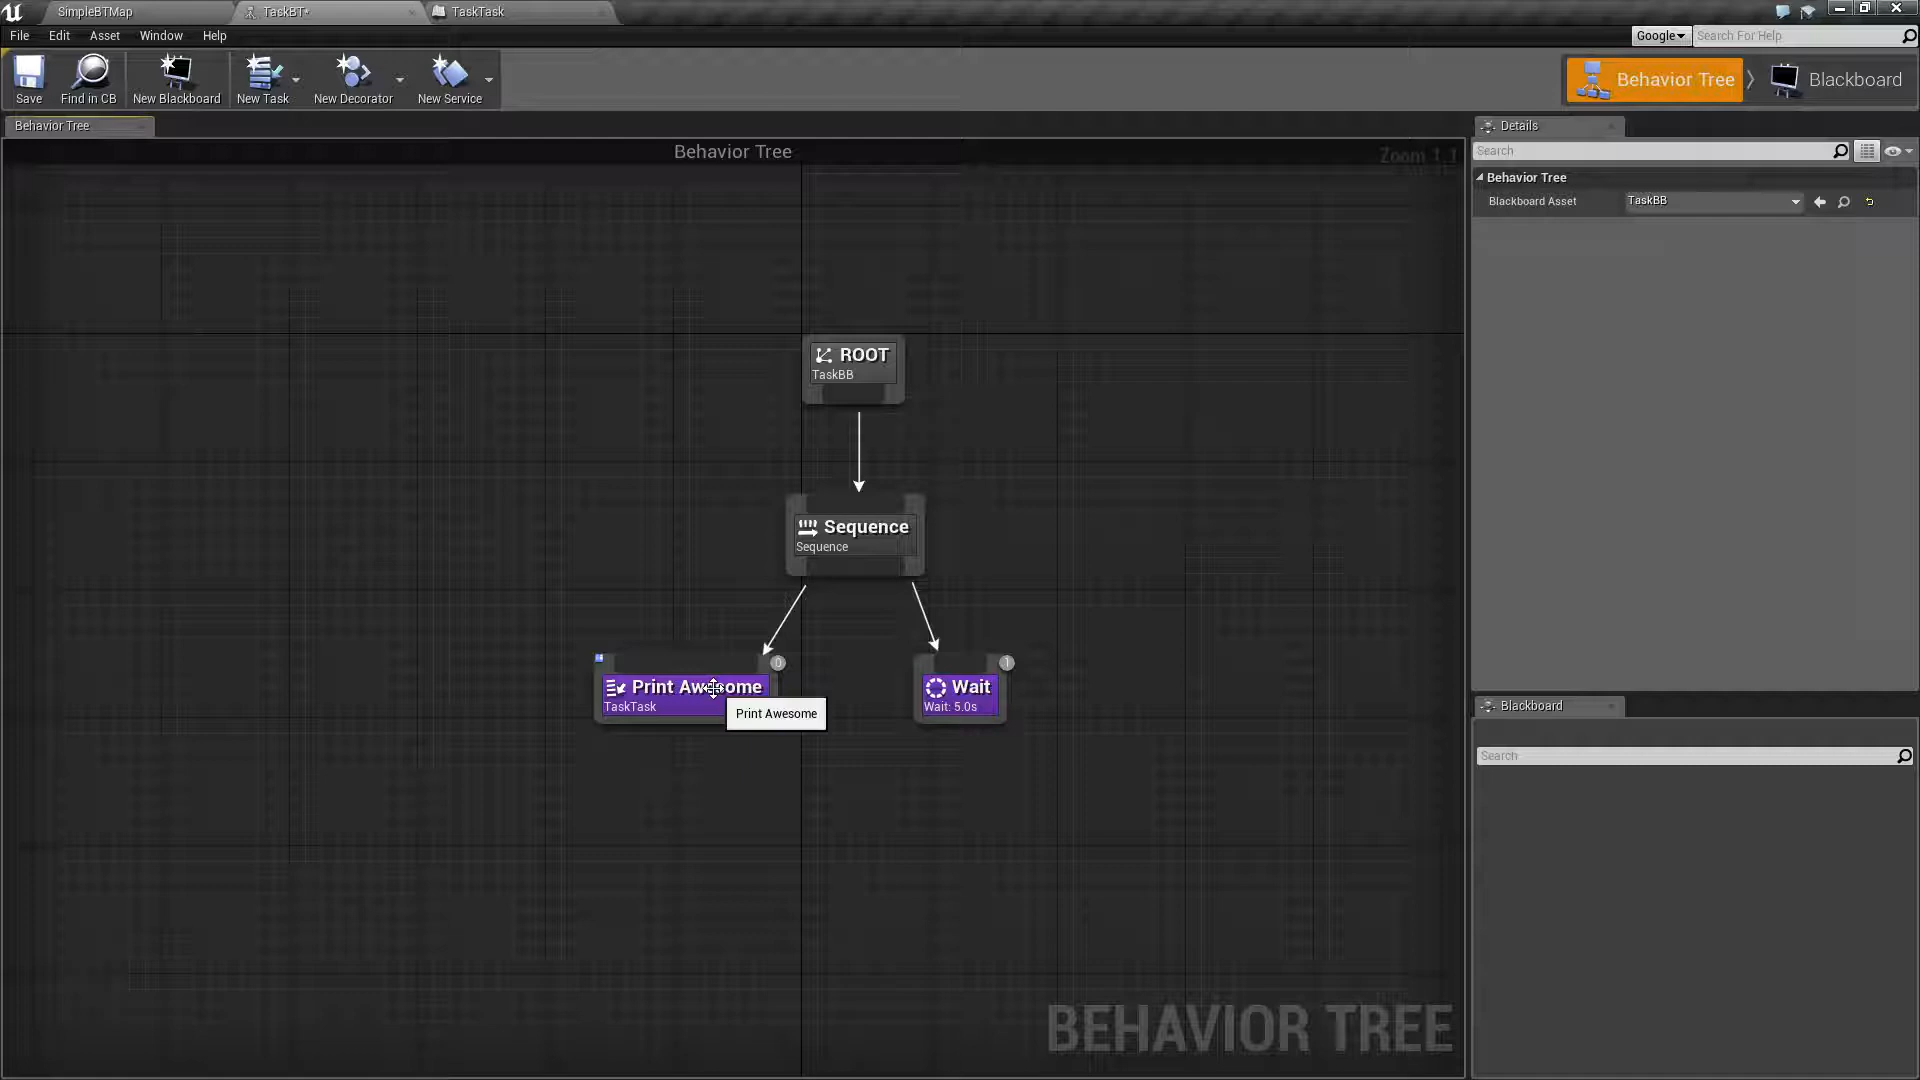 SimpleBTMap
TaskBT*
TaskTask
File Edit Asset Window Help
Google
Search For Help
Save
Find in CB
New Blackboard
New Task
New Decorator
New Service
Behavior Tree
Blackboard
Behavior Tree
Details
Behavior Tree
Zoom 1:1
Search
Behavior Tree
Blackboard Asset
TaskBB
ROOT
TaskBB
Sequence
Sequence
0
Print Awesome
TaskTask
Print Awesome
1
Wait
Wait: 5.0s
Blackboard
Search
BEHAVIOR TREE